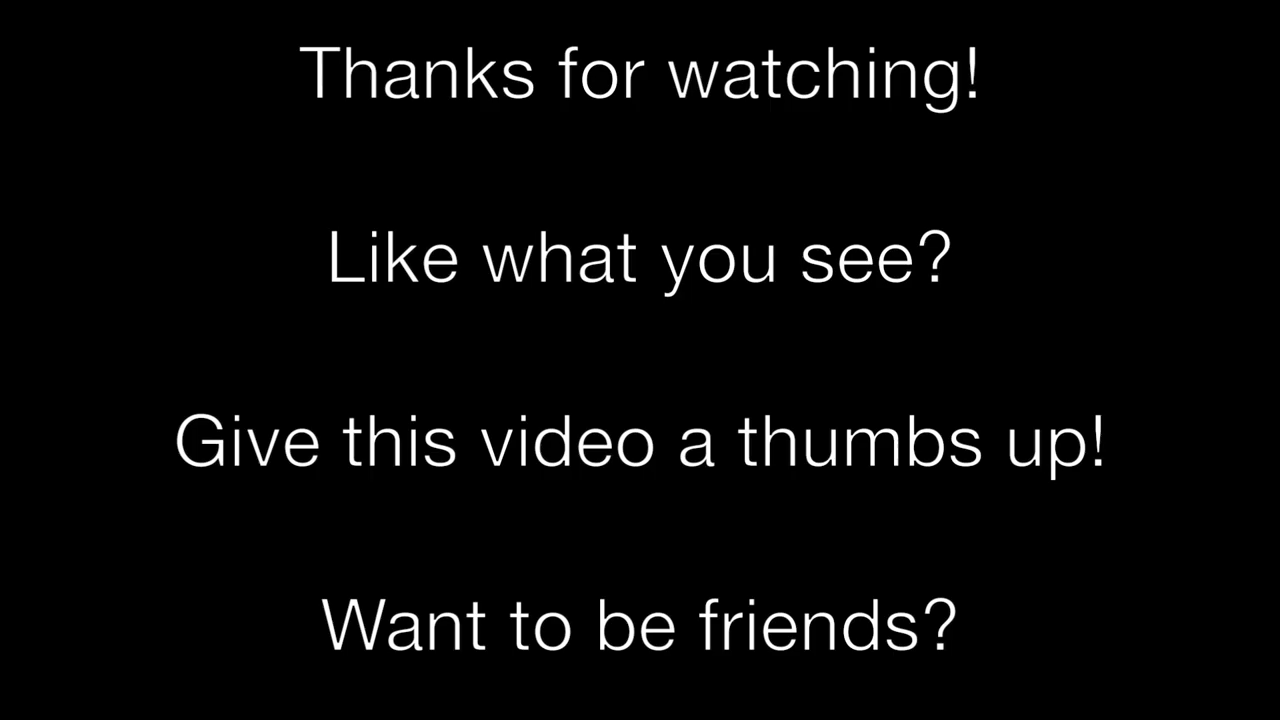 Thanks for watching!
Like what you see?
Give this video a thumbs up!
Want to be friends?